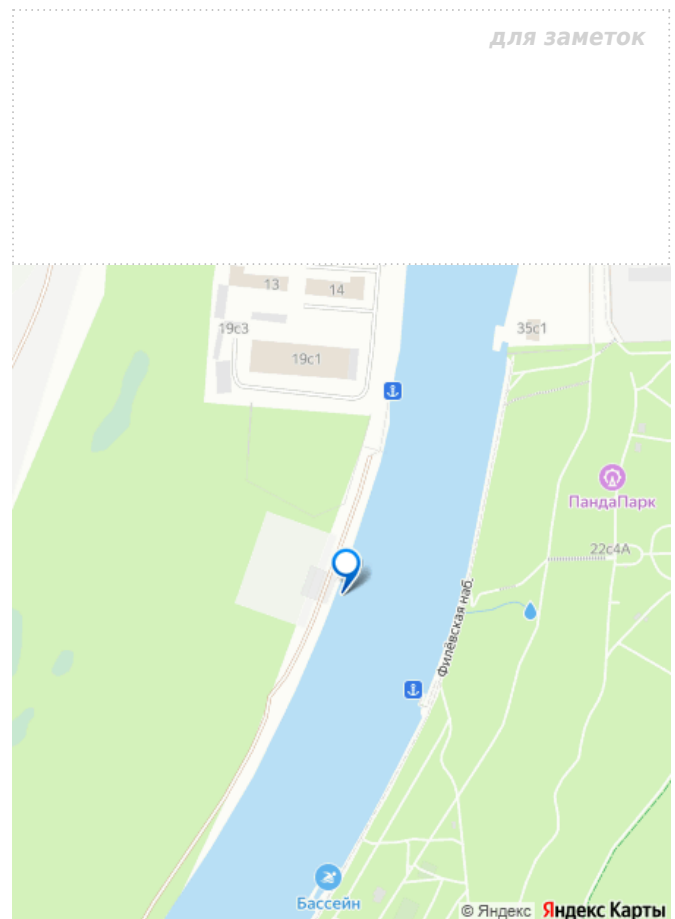 для заметок
13
14
19с3
35с1
19с1
ПандаПарк
22с4А
Филёвская наб.
Бассейн
© Яндекс Яндекс Карты